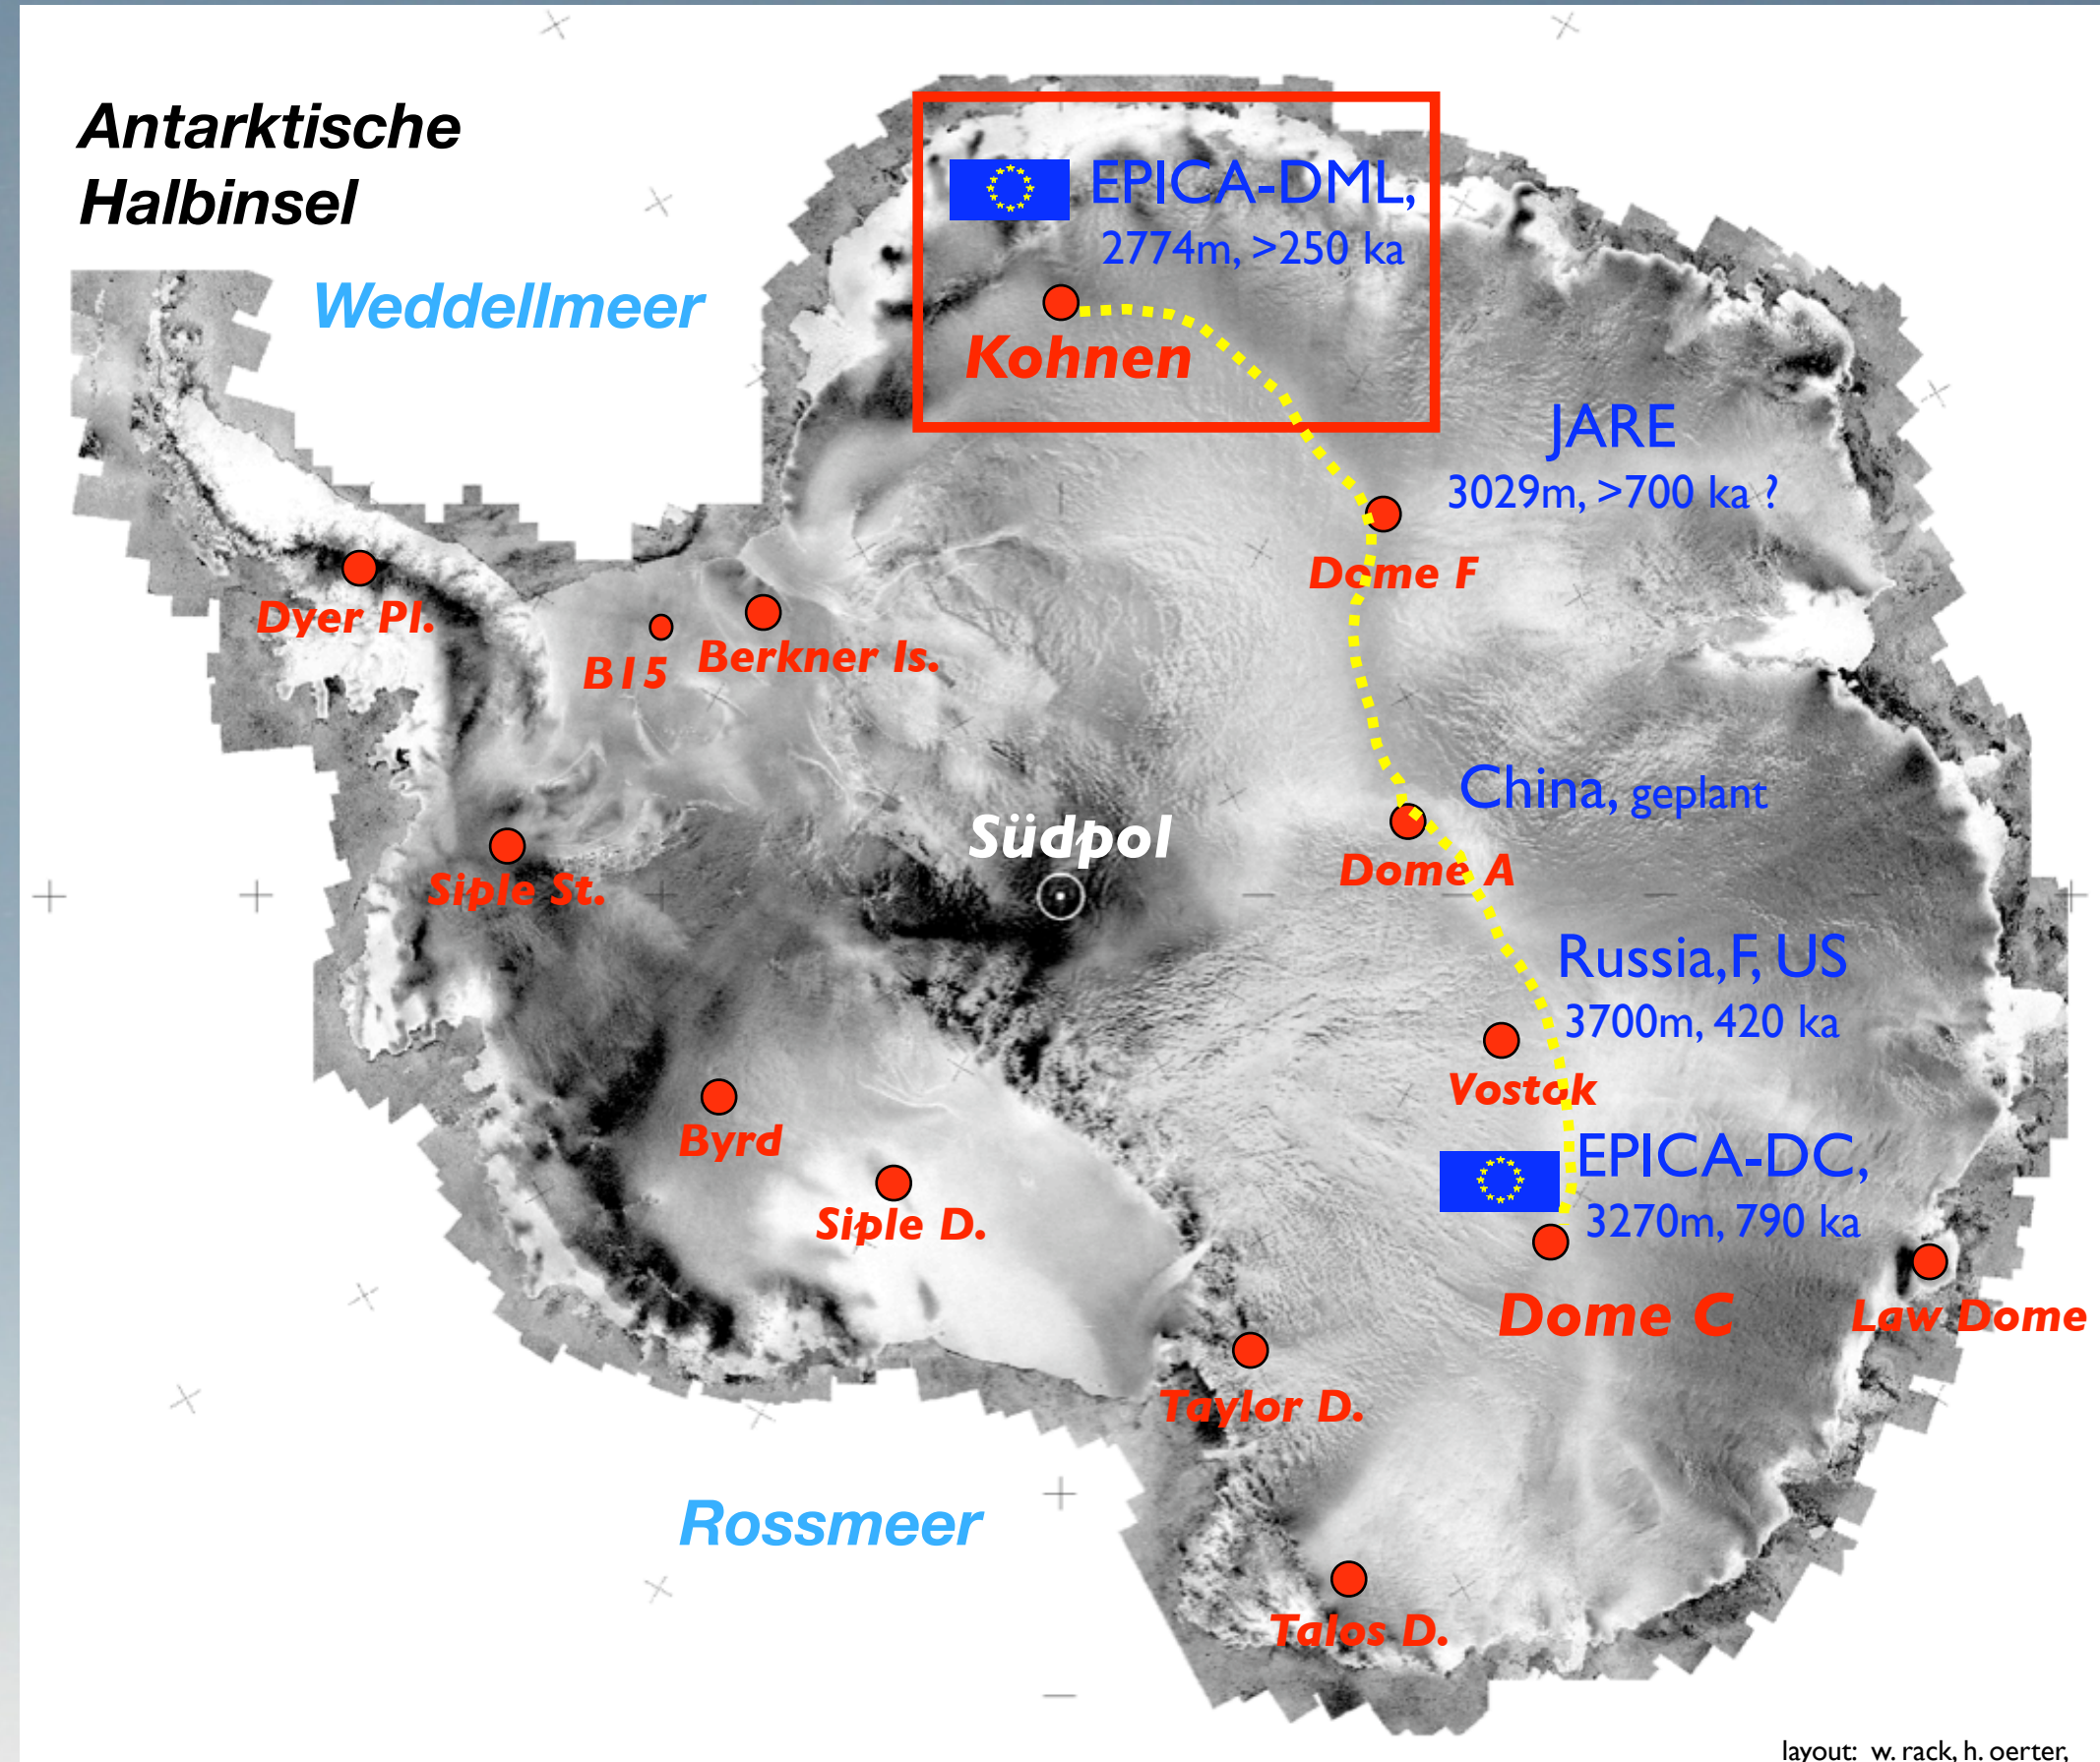 Antarktische
Halbinsel
EPICA-DML,
2774m, >250 ka
Weddellmeer
Kohnen
JARE
3029m, >700 ka ?
Dome F
Dyer Pl.
B15
Berkner Is.
China, geplant
Südpol
Dome A
Siple St.
Russia,F, US
3700m, 420 ka
Vostok
Byrd
EPICA-DC,
3270m, 790 ka
Siple D.
Dome C
Law Dome
Taylor D.
Rossmeer
Talos D.
layout: w. rack, h. oerter,